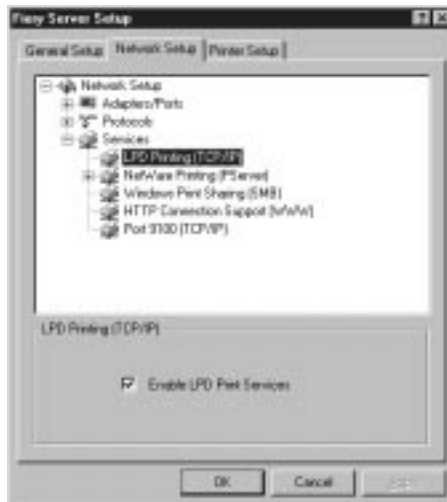 Fiery Server Setup
General Setup Network Setup Printer Setup
Network Setup
Adapters/Ports
Protocols
Services
LPD Printing (TCP/IP)
NetWare Printing (PServer)
Windows Print Sharing (SMB)
HTTP Connection Support (WWW)
Port 9100 (TCP/IP)
LPD Printing (TCP/IP)
Enable LPD Print Services
OK Cancel